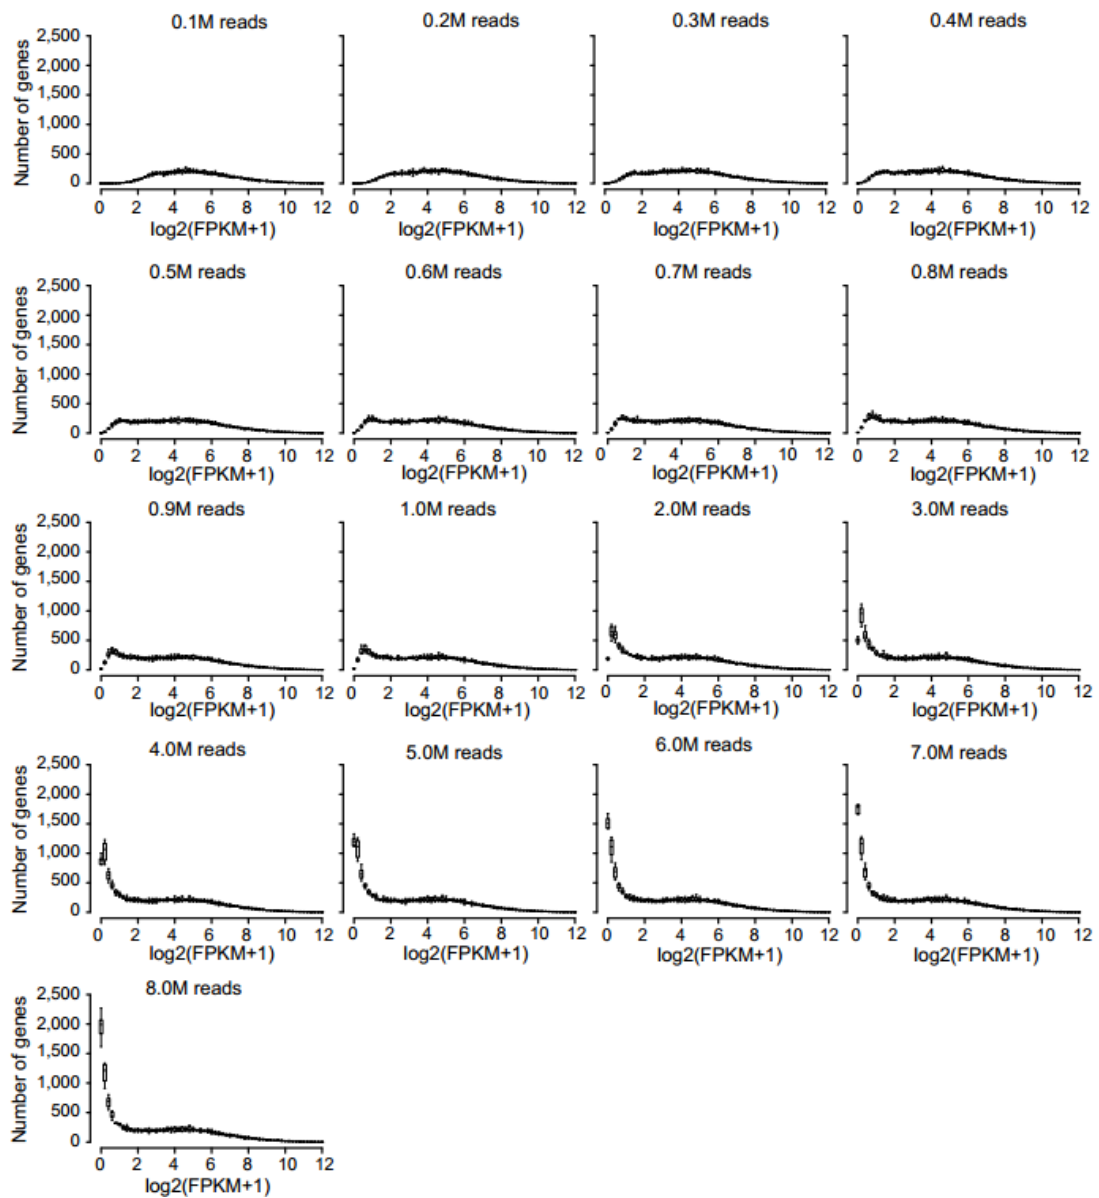 0.1M reads 0.2M reads 0.3M reads 0.4M reads
Number of genes
2,500
2,000
1,500
1,000
500
0
0 2 4 6 8 10 12 0 2 4 6 8 10 12 0 2 4 6 8 10 12 0 2 4 6 8 10 12
log2(FPKM+1) log2(FPKM+1) log2(FPKM+1) log2(FPKM+1)
0.5M reads 0.6M reads 0.7M reads 0.8M reads
Number of genes
2,500
2,000
1,500
1,000
500
0
0 2 4 6 8 10 12 0 2 4 6 8 10 12 0 2 4 6 8 10 12 0 2 4 6 8 10 12
log2(FPKM+1) log2(FPKM+1) log2(FPKM+1) log2(FPKM+1)
0.9M reads 1.0M reads 2.0M reads 3.0M reads
Number of genes
2,500
2,000
1,500
1,000
500
0
0 2 4 6 8 10 12 0 2 4 6 8 10 12 0 2 4 6 8 10 12 0 2 4 6 8 10 12
log2(FPKM+1) log2(FPKM+1) log2(FPKM+1) log2(FPKM+1)
4.0M reads 5.0M reads 6.0M reads 7.0M reads
Number of genes
2,500
2,000
1,500
1,000
500
0
0 2 4 6 8 10 12 0 2 4 6 8 10 12 0 2 4 6 8 10 12 0 2 4 6 8 10 12
log2(FPKM+1) log2(FPKM+1) log2(FPKM+1) log2(FPKM+1)
8.0M reads
Number of genes
2,500
2,000
1,500
1,000
500
0
0 2 4 6 8 10 12
log2(FPKM+1)